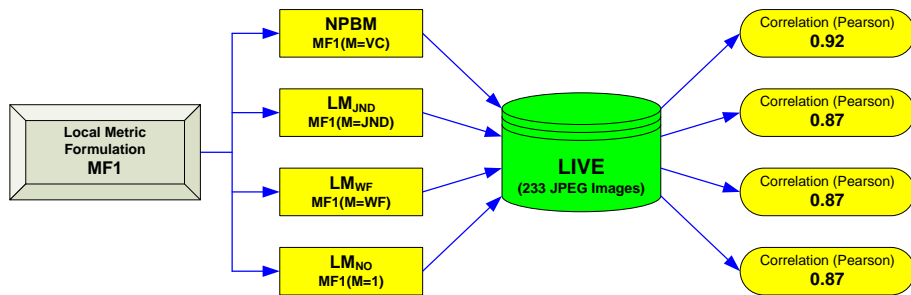 Local Metric
Formulation
MF1
NPBM
MF1(M=VC)
LMJND
MF1(M=JND)
LMWF
MF1(M=WF)
LMNO
MF1(M=1)
LIVE
(233 JPEG Images)
Correlation (Pearson)
0.92
Correlation (Pearson)
0.87
Correlation (Pearson)
0.87
Correlation (Pearson)
0.87